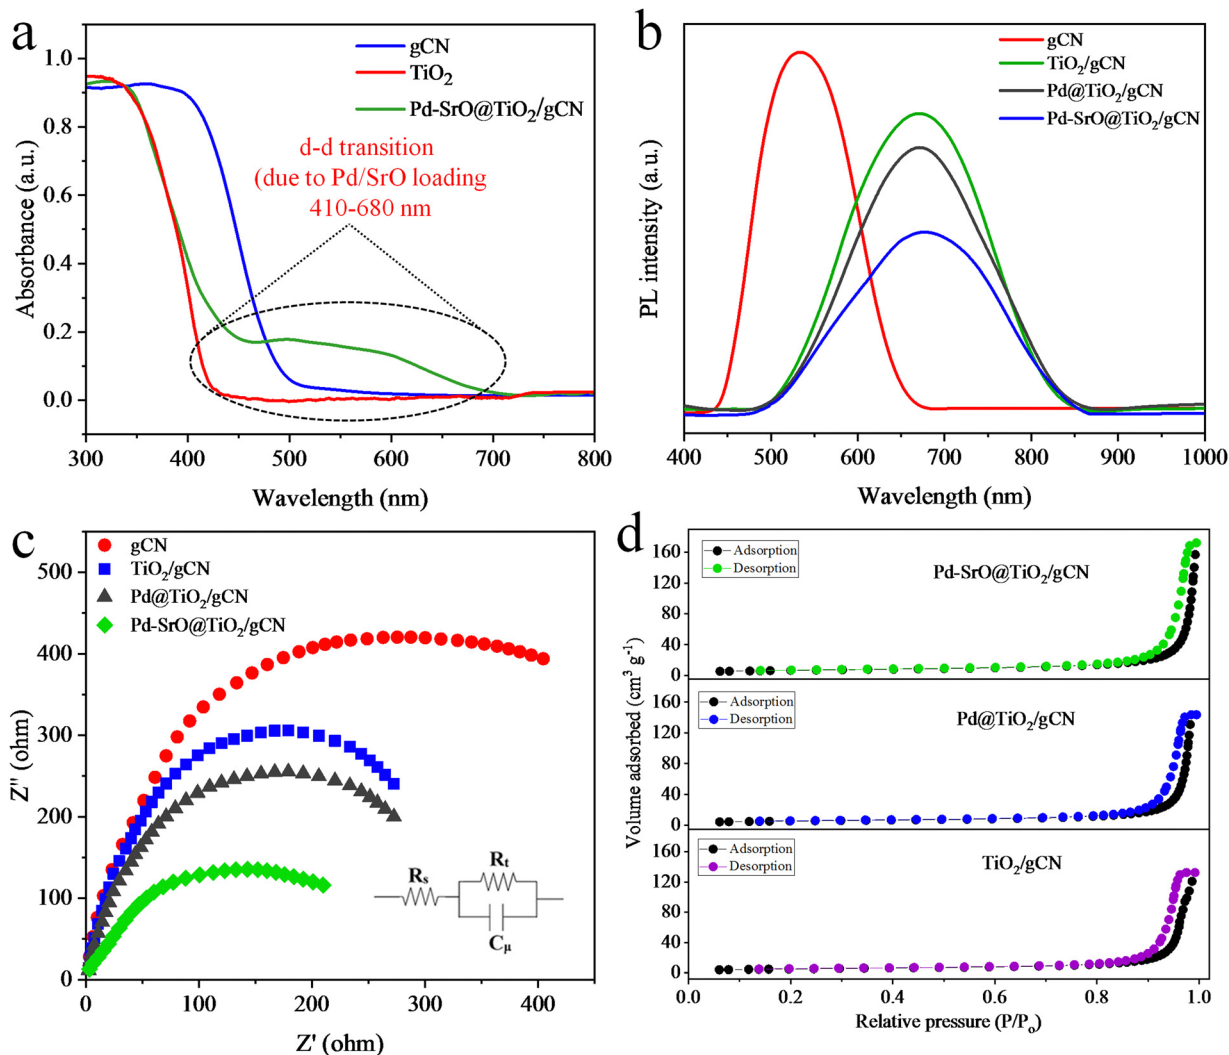 a
gCN
TiO2
Pd-SrO@TiO2/gCN
d-d transition
(due to Pd/SrO loading
410-680 nm
1.0
0.8
0.6
0.4
0.2
0.0
Absorbance (a.u.)
300 400 500 600 700 800
Wavelength (nm)
b
gCN
TiO2/gCN
Pd@TiO2/gCN
Pd-SrO@TiO2/gCN
PL intensity (a.u.)
400 500 600 700 800 900 1000
Wavelength (nm)
c
gCN
TiO2/gCN
Pd@TiO2/gCN
Pd-SrO@TiO2/gCN
500
400
300
200
100
0
Z'' (ohm)
Rs
Rt
Cμ
0 100 200 300 400
Z' (ohm)
d
Adsorption
Desorption
Pd-SrO@TiO2/gCN
160
120
80
40
0
Adsorption
Desorption
Pd@TiO2/gCN
160
120
80
40
0
Adsorption
Desorption
TiO2/gCN
160
120
80
40
0
Volume adsorbed (cm3 g-1)
0.0 0.2 0.4 0.6 0.8 1.0
Relative pressure (P/Po)